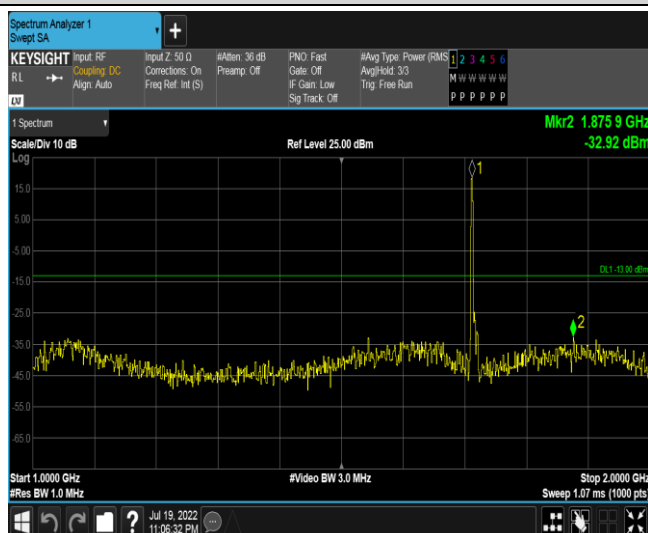 Spectrum Analyzer 1
Swept SA
+
KEYSIGHT
RL
LXI
Input: RF
Coupling: DC
Align: Auto
Input Z: 50 Ω
Corrections: On
Freq Ref: Int (S)
#Atten: 36 dB
Preamp: Off
PNO: Fast
Gate: Off
IF Gain: Low
Sig Track: Off
#Avg Type: Power (RMS
Avg|Hold: 3/3
Trig: Free Run
1 2 3 4 5 6
M W W W W W
P P P P P P
1 Spectrum
Scale/Div 10 dB
Ref Level 25.00 dBm
Mkr2 1.875 9 GHz
-32.92 dBm
Log
15.0
5.00
-5.00
-15.0
-25.0
-35.0
-45.0
-55.0
-65.0
1
DL1 -13.00 dBm
2
Start 1.0000 GHz
#Res BW 1.0 MHz
#Video BW 3.0 MHz
Stop 2.0000 GHz
Sweep 1.07 ms (1000 pts)
?
Jul 19, 2022
11:06:32 PM